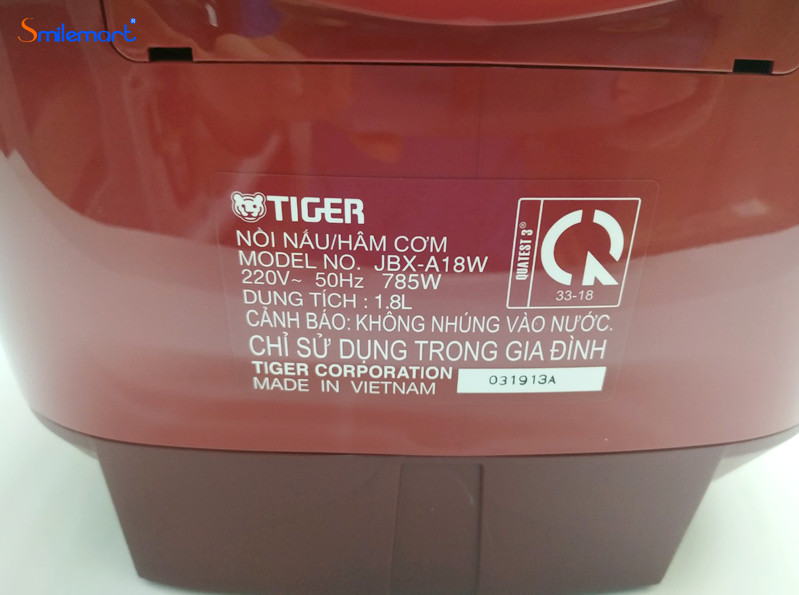 Smilemart®
TIGER
NỒI NẤU/HÂM CƠM
MODEL NO. JBX-A18W
220V~ 50Hz 785W
DUNG TÍCH : 1.8L
CẢNH BÁO: KHÔNG NHÚNG VÀO NƯỚC.
CHỈ SỬ DỤNG TRONG GIA ĐÌNH
TIGER CORPORATION
MADE IN VIETNAM
031913A
QUATEST 3®
33-18